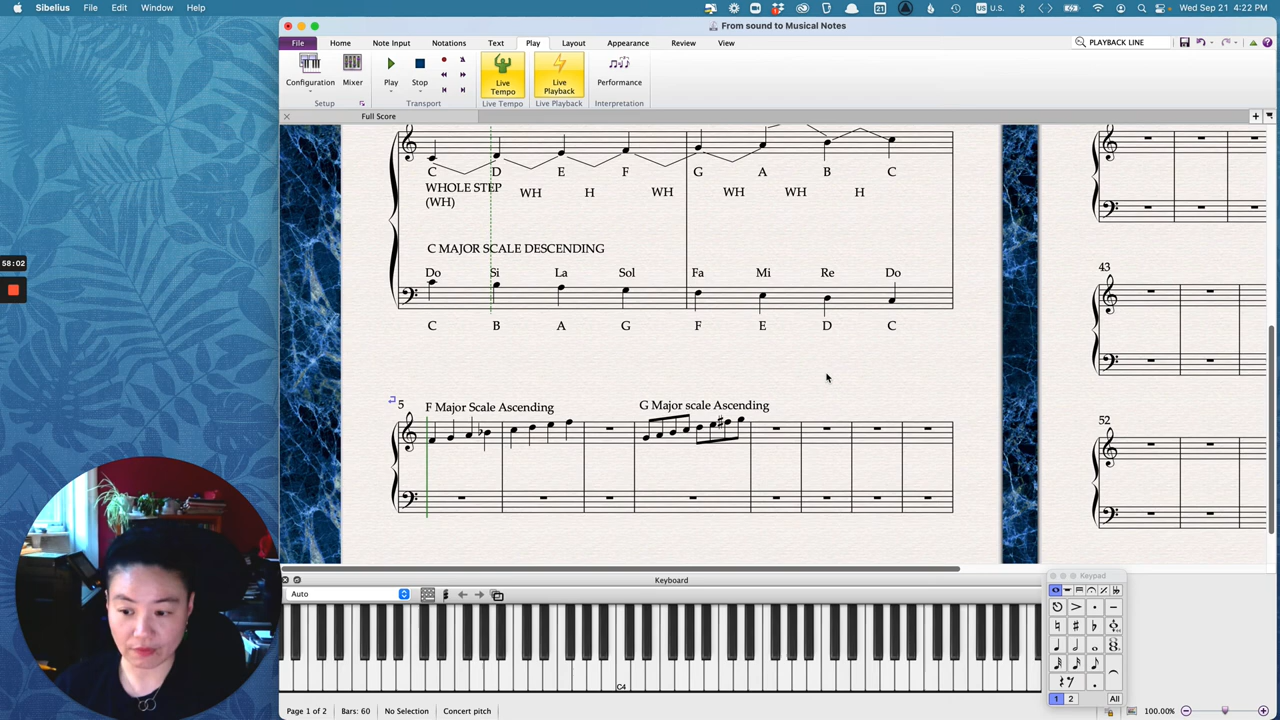 Sibelius File Edit Window Help 21 U.S. Wed Sep 21 4:22 PM
From sound to Musical Notes
File Home Note Input Notations Text Play Layout Appearance Review View PLAYBACK LINE
Configuration Mixer Play Stop Live Tempo Live Playback Performance
Setup Transport Live Tempo Live Playback Interpretation
Full Score
C D E F G A B C
WHOLE STEP WH H WH WH WH H
(WH)
C MAJOR SCALE DESCENDING
Do Si La Sol Fa Mi Re Do
C B A G F E D C
5 F Major Scale Ascending G Major scale Ascending
43
52
58:02
Keyboard
Auto
C4
Keypad
1 2 All
Page 1 of 2 Bars: 60 No Selection Concert pitch 100.00%